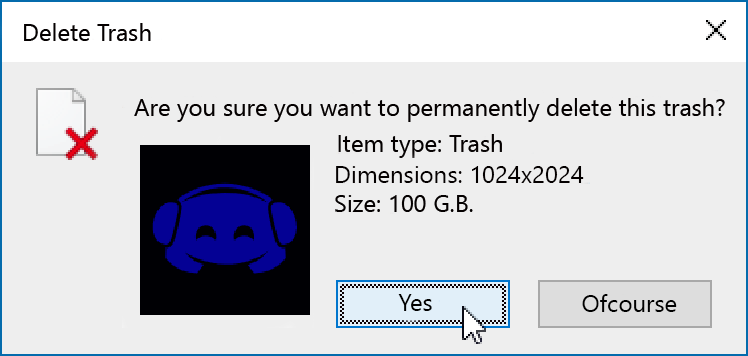 Delete Trash
Are you sure you want to permanently delete this trash?
Item type: Trash
Dimensions: 1024x2024
Size: 100 G.B.
Yes
Ofcourse